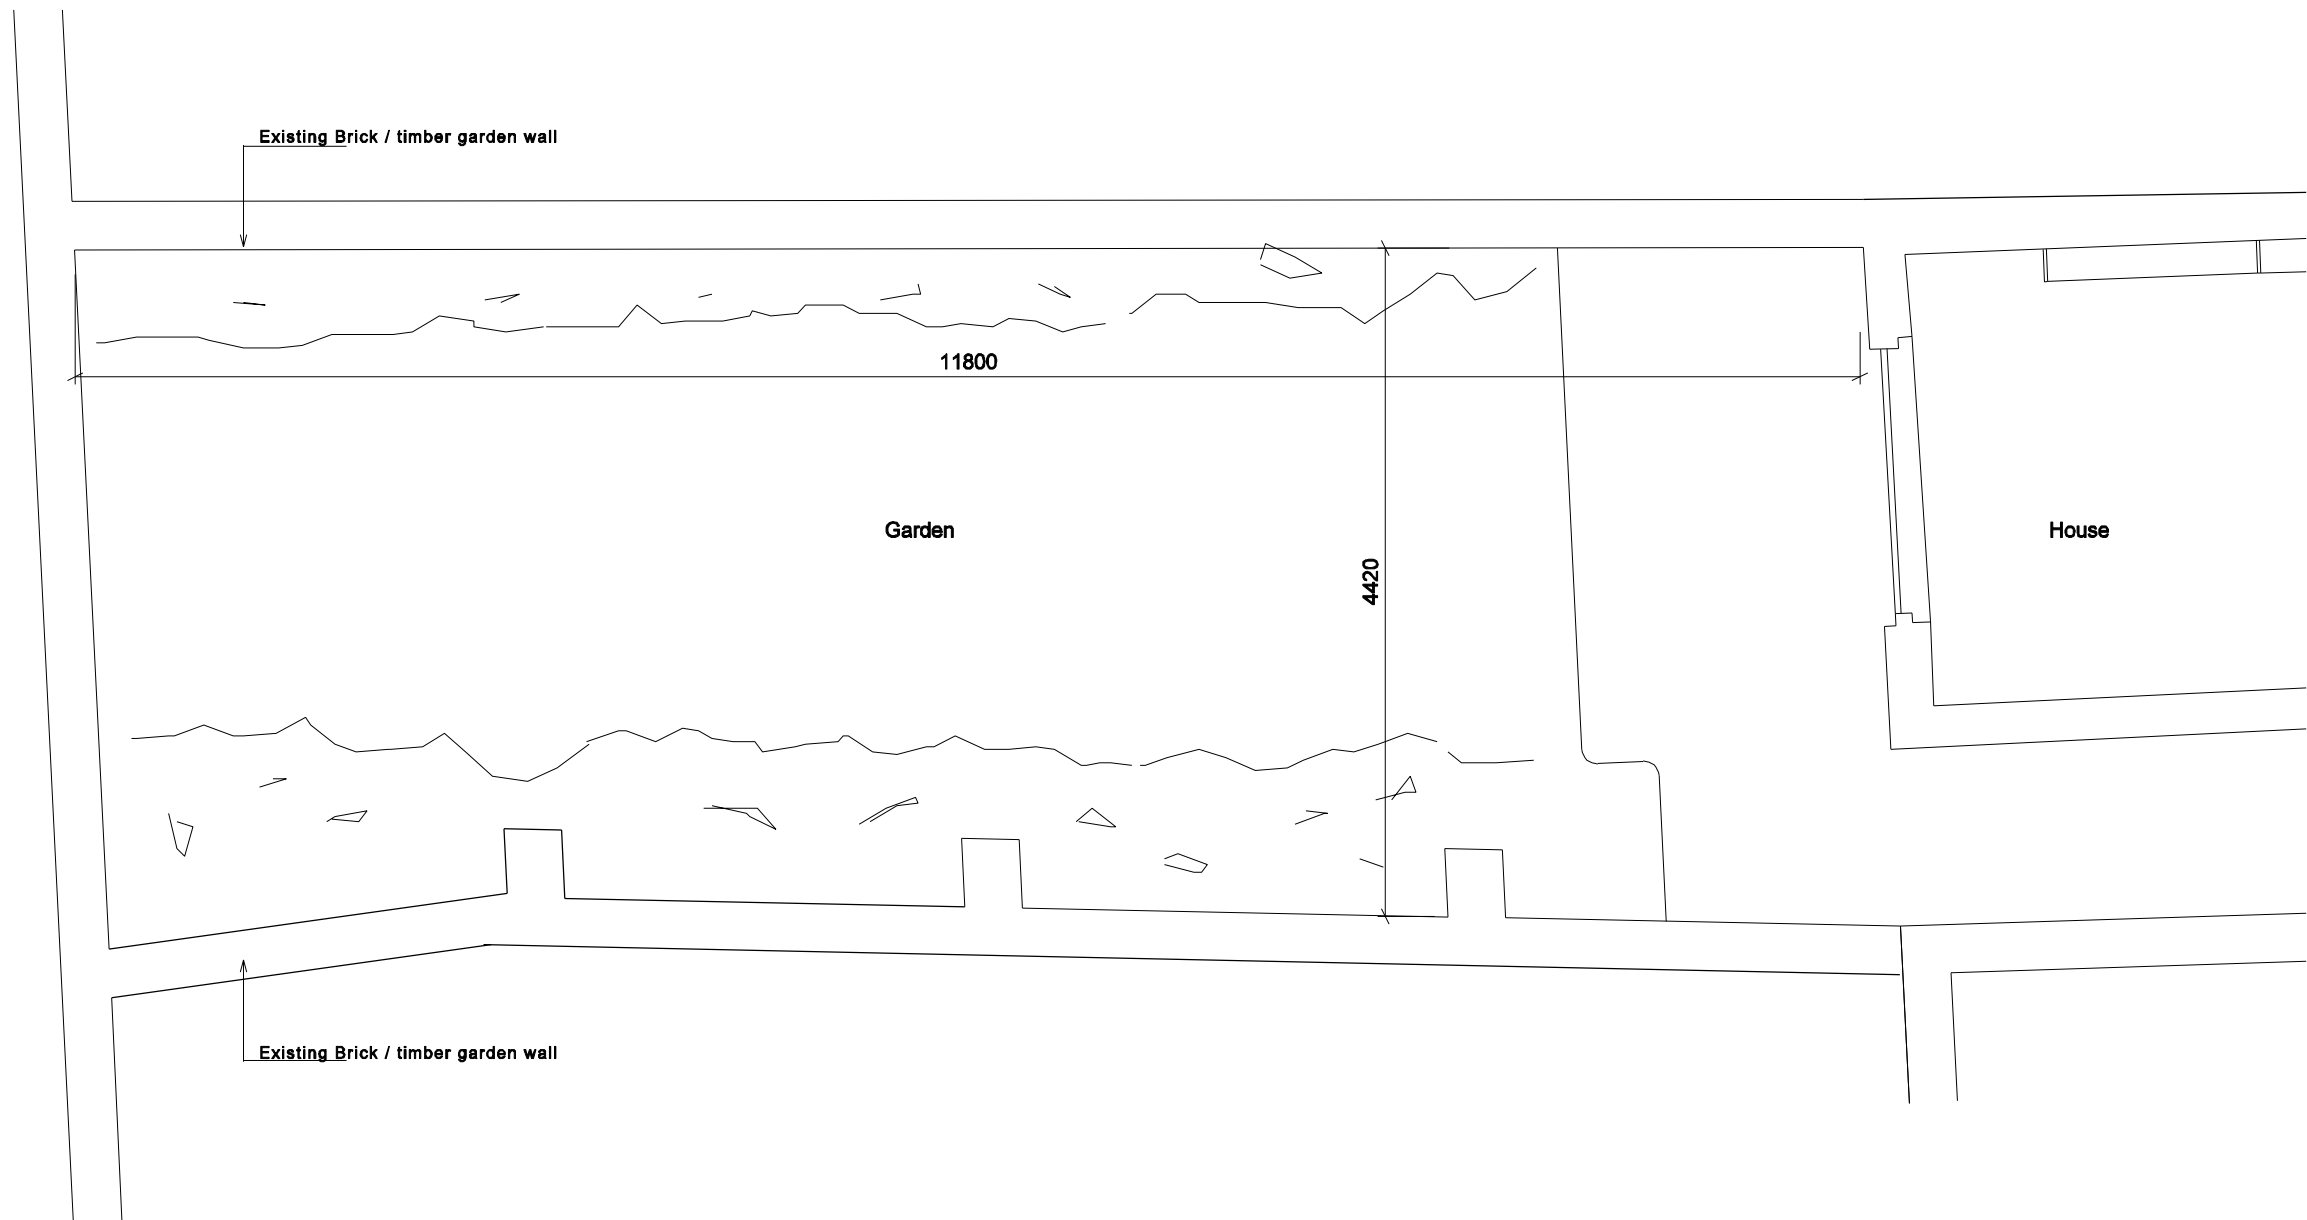 Existing Brick / timber garden wall
11800
Garden
House
4420
Existing Brick / timber garden wall